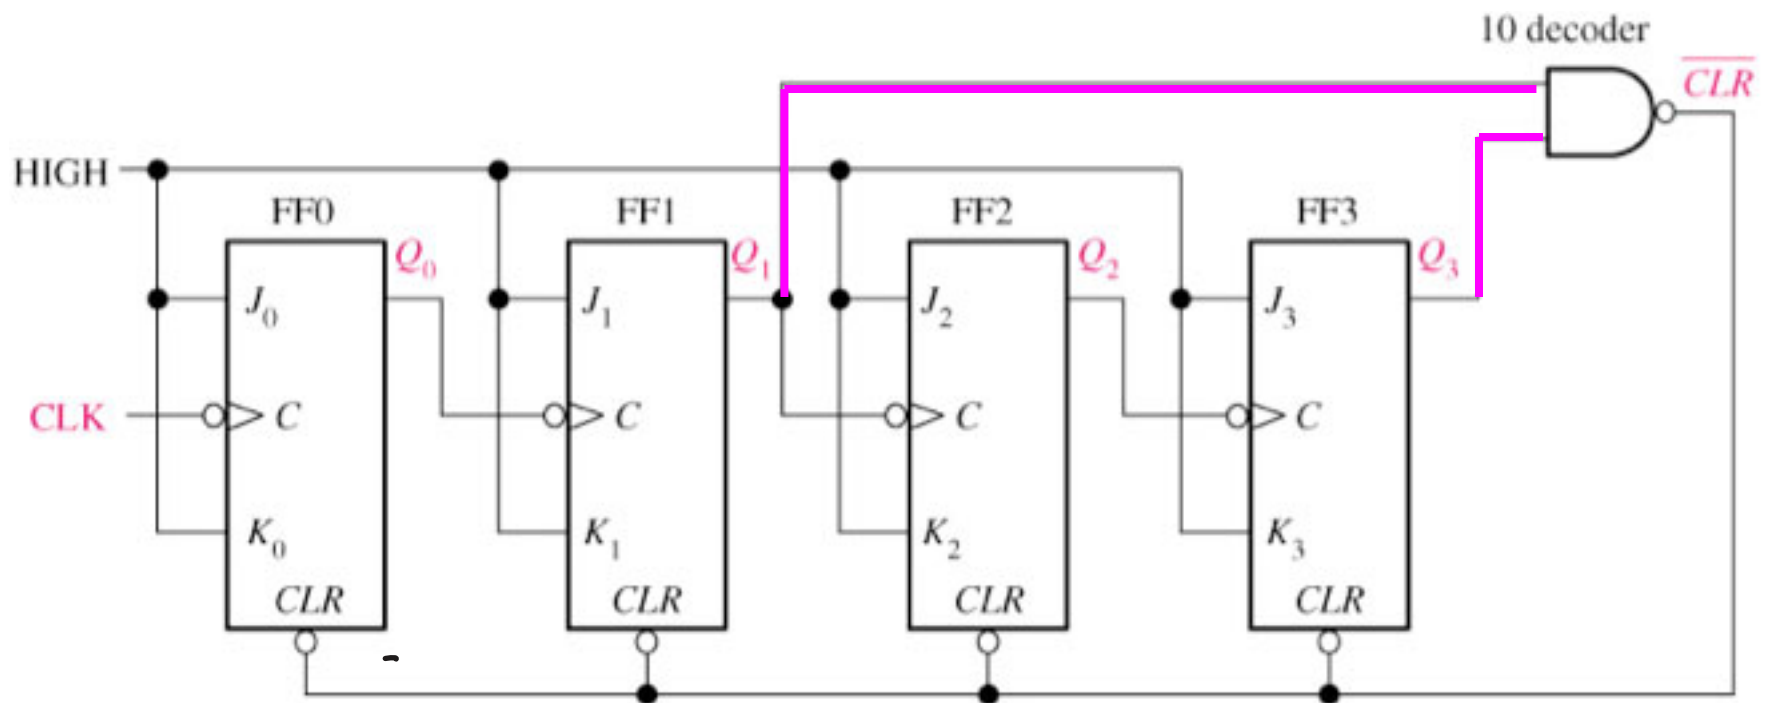 10 decoder
C̅L̅R̅
HIGH
FF0 FF1 FF2 FF3
Q₀ Q₁ Q₂ Q₃
J₀ J₁ J₂ J₃
CLK C C C C
K₀ K₁ K₂ K₃
CLR CLR CLR CLR